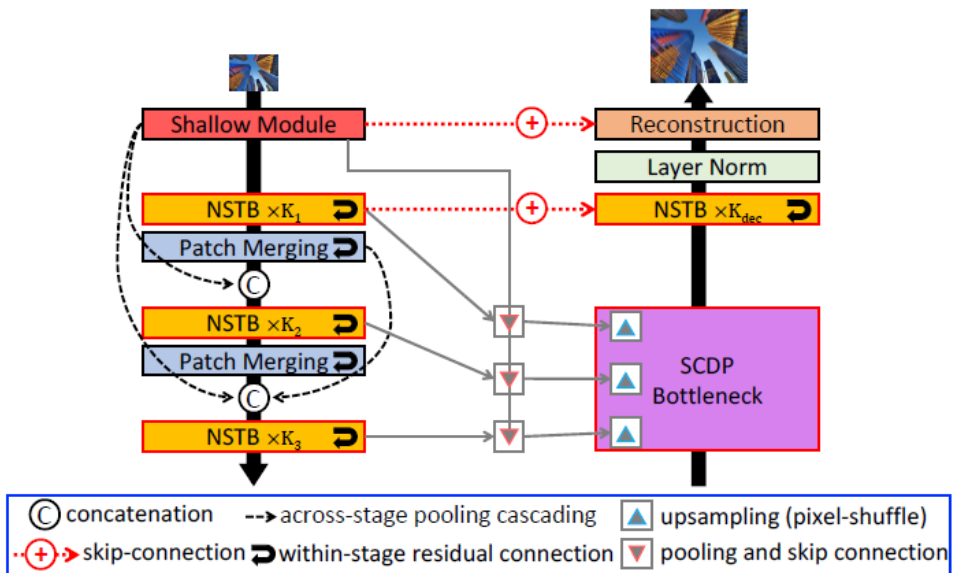 Shallow Module
Reconstruction
Layer Norm
NSTB ×K₁
NSTB ×K_dec
Patch Merging
C
NSTB ×K₂
Patch Merging
SCDP
Bottleneck
C
NSTB ×K₃
C concatenation
across-stage pooling cascading
upsampling (pixel-shuffle)
skip-connection
within-stage residual connection
pooling and skip connection